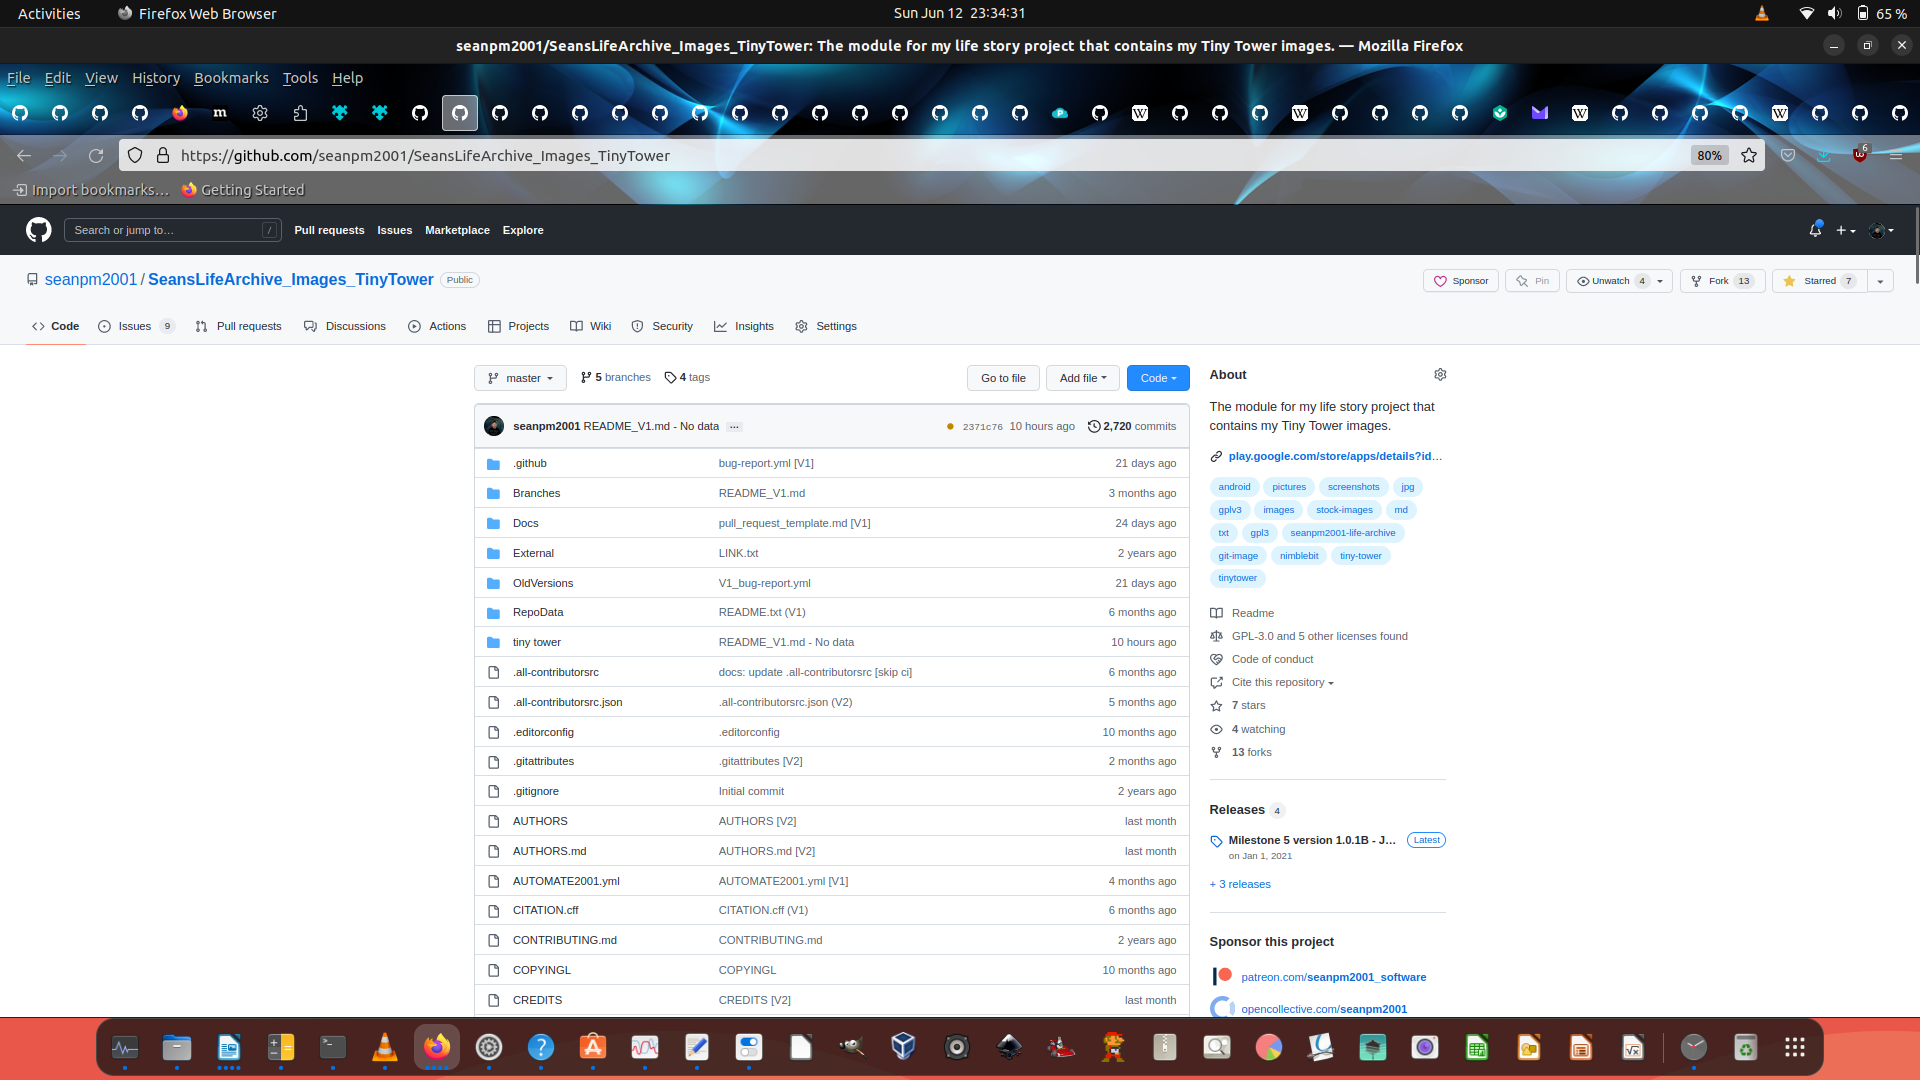 Activities Firefox Web Browser Sun Jun 12 23:34:31 65 %
seanpm2001/SeansLifeArchive_Images_TinyTower: The module for my life story project that contains my Tiny Tower images. — Mozilla Firefox
File Edit View History Bookmarks Tools Help
https://github.com/seanpm2001/SeansLifeArchive_Images_TinyTower 80% 6
Import bookmarks… Getting Started
Search or jump to… / Pull requests Issues Marketplace Explore
seanpm2001 / SeansLifeArchive_Images_TinyTower Public Sponsor Pin Unwatch 4 Fork 13 Starred 7
Code Issues 9 Pull requests Discussions Actions Projects Wiki Security Insights Settings
master 5 branches 4 tags Go to file Add file Code
seanpm2001 README_V1.md - No data ... 2371c76 10 hours ago 2,720 commits
.github bug-report.yml [V1] 21 days ago
Branches README_V1.md 3 months ago
Docs pull_request_template.md [V1] 24 days ago
External LINK.txt 2 years ago
OldVersions V1_bug-report.yml 21 days ago
RepoData README.txt (V1) 6 months ago
tiny tower README_V1.md - No data 10 hours ago
.all-contributorsrc docs: update .all-contributorsrc [skip ci] 6 months ago
.all-contributorsrc.json .all-contributorsrc.json (V2) 5 months ago
.editorconfig .editorconfig 10 months ago
.gitattributes .gitattributes [V2] 2 months ago
.gitignore Initial commit 2 years ago
AUTHORS AUTHORS [V2] last month
AUTHORS.md AUTHORS.md [V2] last month
AUTOMATE2001.yml AUTOMATE2001.yml [V1] 4 months ago
CITATION.cff CITATION.cff (V1) 6 months ago
CONTRIBUTING.md CONTRIBUTING.md 2 years ago
COPYINGL COPYINGL 10 months ago
CREDITS CREDITS [V2] last month
About
The module for my life story project that
contains my Tiny Tower images.
play.google.com/store/apps/details?id…
android pictures screenshots jpg
gplv3 images stock-images md
txt gpl3 seanpm2001-life-archive
git-image nimblebit tiny-tower
tinytower
Readme
GPL-3.0 and 5 other licenses found
Code of conduct
Cite this repository
7 stars
4 watching
13 forks
Releases 4
Milestone 5 version 1.0.1B - J… Latest
on Jan 1, 2021
+ 3 releases
Sponsor this project
patreon.com/seanpm2001_software
opencollective.com/seanpm2001